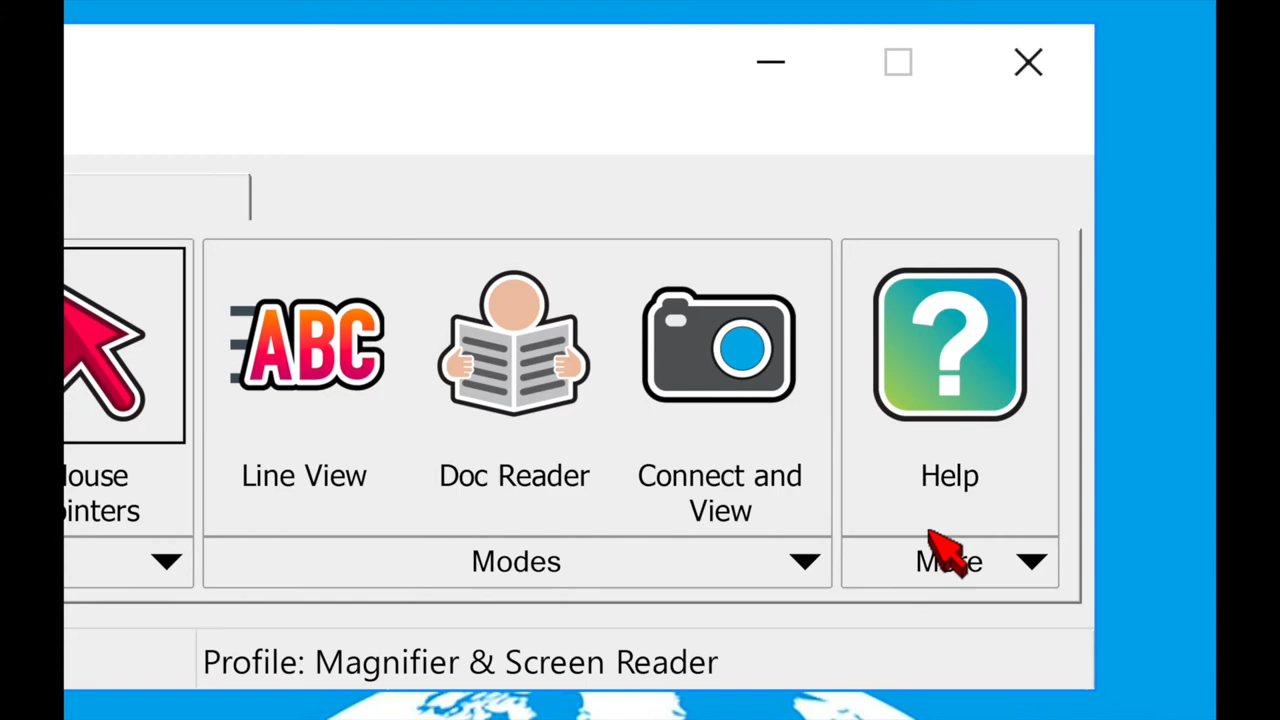 ABC
?
Line View
Doc Reader
Connect and
View
Help
Modes
Profile: Magnifier & Screen Reader